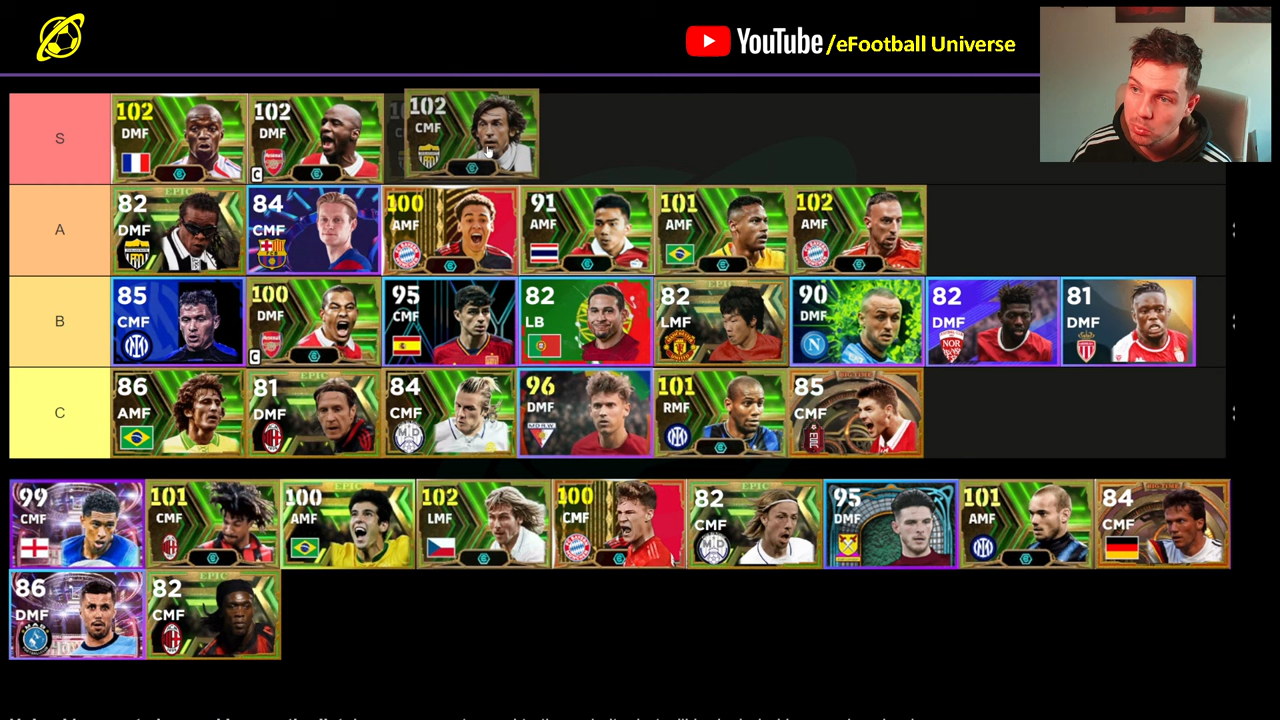 YouTube/eFootball Universe
S
102 DMF
102 DMF
102 CMF
A
82 DMF EPIC
84 CMF
100 AMF
91 AMF
101 AMF
102 AMF
B
85 CMF
100 DMF
95 CMF
82 LB
82 LMF EPIC
90 DMF
82 DMF
81 DMF
C
86 AMF
81 DMF EPIC
84 CMF
96 DMF
101 RMF
85 CMF
99 CMF
101 CMF
100 AMF EPIC
102 LMF
100 CMF
82 CMF EPIC
95 DMF
101 AMF
84 CMF
86 DMF
82 CMF EPIC